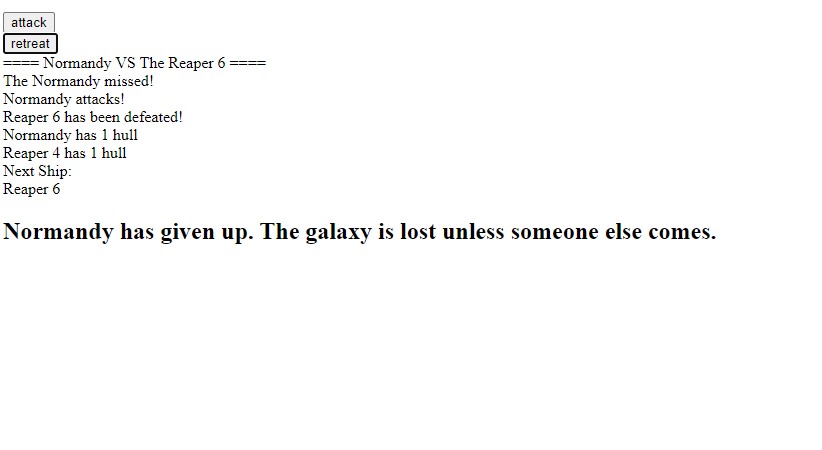 attack
retreat
==== Normandy VS The Reaper 6 ====
The Normandy missed!
Normandy attacks!
Reaper 6 has been defeated!
Normandy has 1 hull
Reaper 4 has 1 hull
Next Ship:
Reaper 6
Normandy has given up. The galaxy is lost unless someone else comes.